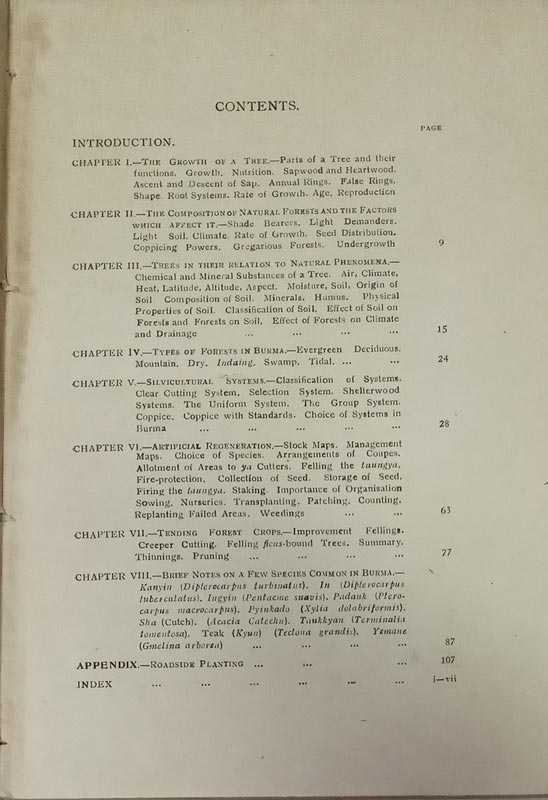 CONTENTS.
PAGE
INTRODUCTION.
CHAPTER I.—THE GROWTH OF A TREE.—Parts of a Tree and their
functions. Growth. Nutrition. Sapwood and Heartwood.
Ascent and Descent of Sap. Annual Rings. False Rings.
Shape. Root Systems. Rate of Growth. Age. Reproduction
CHAPTER II.—THE COMPOSITION OF NATURAL FORESTS AND THE FACTORS
WHICH AFFECT IT.—Shade Bearers. Light Demanders.
Light Soil. Climate. Rate of Growth. Seed Distribution.
Coppicing Powers. Gregarious Forests. Undergrowth 9
CHAPTER III.—TREES IN THEIR RELATION TO NATURAL PHENOMENA.—
Chemical and Mineral Substances of a Tree. Air, Climate,
Heat, Latitude, Altitude, Aspect. Moisture, Soil, Origin of
Soil Composition of Soil. Minerals. Humus. Physical
Properties of Soil. Classification of Soil. Effect of Soil on
Forests and Forests on Soil. Effect of Forests on Climate
and Drainage ... ... ... ... 15
CHAPTER IV.—TYPES OF FORESTS IN BURMA.—Evergreen Deciduous.
Mountain. Dry. Indaing. Swamp. Tidal. ... ... 24
CHAPTER V.—SILVICULTURAL SYSTEMS.—Classification of Systems.
Clear Cutting System. Selection System. Shelterwood
Systems. The Uniform System. The Group System.
Coppice. Coppice with Standards. Choice of Systems in
Burma ... ... ... ... ... 28
CHAPTER VI.—ARTIFICIAL REGENERATION.—Stock Maps. Management
Maps. Choice of Species. Arrangements of Coupes.
Allotment of Areas to ya Cutters. Felling the taungya.
Fire-protection. Collection of Seed. Storage of Seed.
Firing the taungya. Staking. Importance of Organisation
Sowing. Nurseries. Transplanting. Patching. Counting.
Replanting Failed Areas. Weedings ... ... 63
CHAPTER VII.—TENDING FOREST CROPS.—Improvement Fellings.
Creeper Cutting. Felling ficus-bound Trees. Summary.
Thinnings. Pruning ... ... ... ... 77
CHAPTER VIII.—BRIEF NOTES ON A FEW SPECIES COMMON IN BURMA.—
Kanyin (Dipterocarpus turbinatus). In (Dipterocarpus
tuberculatus). Ingyin (Pentacme suavis). Padauk (Ptero-
carpus macrocarpus). Pyinkado (Xylia dolabriformis).
Sha (Cutch). (Acacia Catechu). Taukkyan (Terminalia
tomentosa). Teak (Kyun) (Tectona grandis). Yemane
(Gmelina arborea) ... ... ... ... 87
APPENDIX.—ROADSIDE PLANTING ... ... ... 107
INDEX ... ... ... ... ... ... i—vii